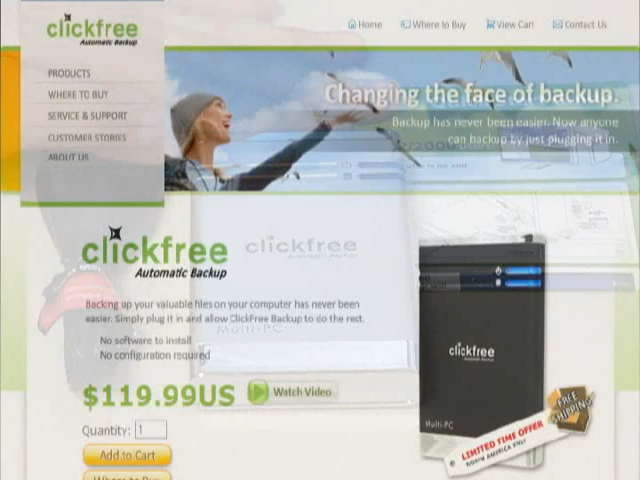 clickfree
Automatic Backup
Home
Where to Buy
View Cart
Contact Us
PRODUCTS
WHERE TO BUY
SERVICE & SUPPORT
CUSTOMER STORIES
ABOUT US
Changing the face of backup.
Backup has never been easier. Now anyone
can backup by just plugging it in.
clickfree
Automatic Backup
clickfree
Backing up your valuable files on your computer has never been
easier. Simply plug it in and allow ClickFree Backup to do the rest.
Multi-PC
No software to install
No configuration required
$119.99US
Watch Video
Quantity: 1
Add to Cart
Where to Buy
clickfree
Multi-PC
FREE
SHIPPING
LIMITED TIME OFFER
NORTH AMERICA ONLY